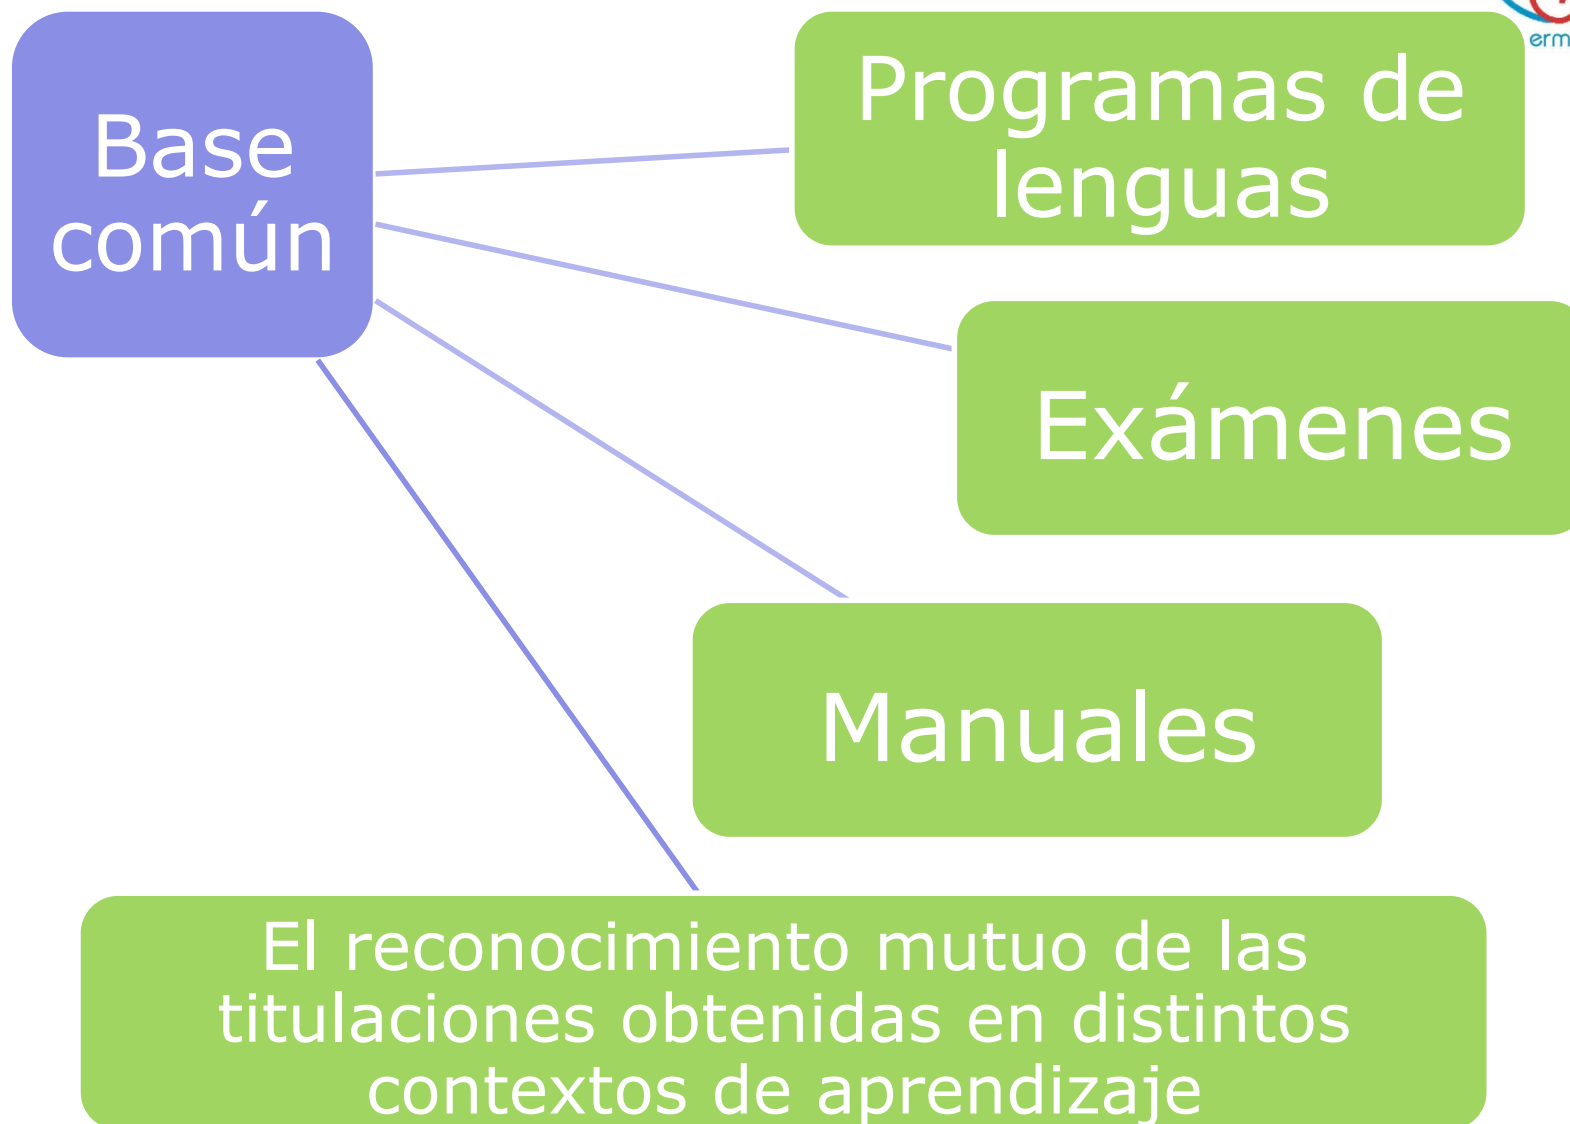 Base
común
Programas de
lenguas
Exámenes
Manuales
El reconocimiento mutuo de las
titulaciones obtenidas en distintos
contextos de aprendizaje